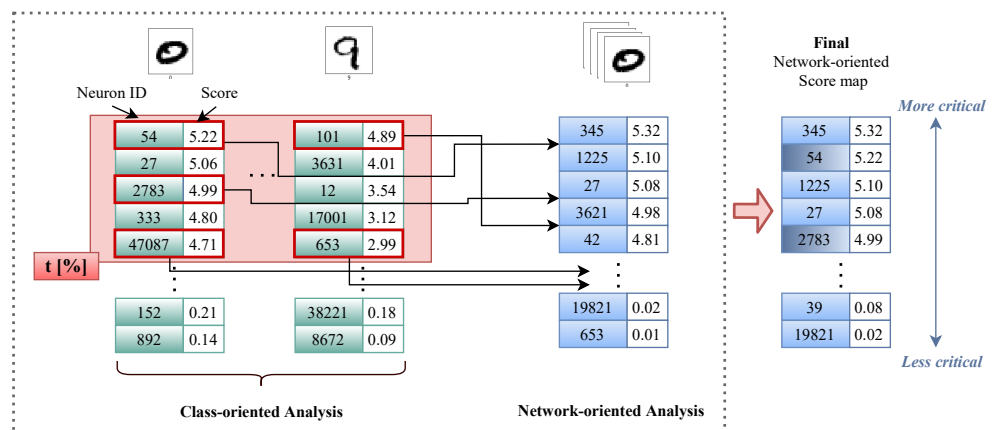 0
9
0
Final
Network-oriented
Score map
Neuron ID
Score
More critical
54 5.22
27 5.06
2783 4.99
333 4.80
47087 4.71
152 0.21
892 0.14
. . .
101 4.89
3631 4.01
12 3.54
17001 3.12
653 2.99
38221 0.18
8672 0.09
345 5.32
1225 5.10
27 5.08
3621 4.98
42 4.81
19821 0.02
653 0.01
345 5.32
54 5.22
1225 5.10
27 5.08
2783 4.99
39 0.08
19821 0.02
t [%]
Less critical
Class-oriented Analysis
Network-oriented Analysis